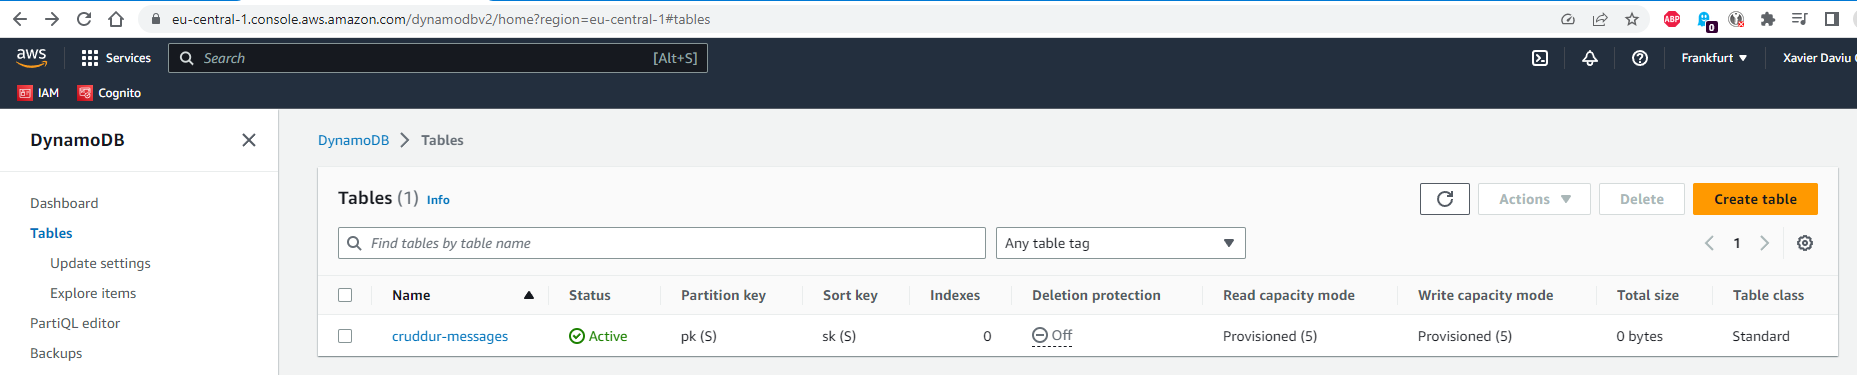 eu-central-1.console.aws.amazon.com/dynamodbv2/home?region=eu-central-1#tables
ABP
0
aws
Services
Search
[Alt+S]
Frankfurt
Xavier Daviu
IAM
Cognito
DynamoDB
DynamoDB
Tables
Dashboard
Tables
Update settings
Explore items
PartiQL editor
Backups
Tables (1) Info
Actions
Delete
Create table
Find tables by table name
Any table tag
1
Name Status Partition key Sort key Indexes Deletion protection Read capacity mode Write capacity mode Total size Table class
cruddur-messages Active pk (S) sk (S) 0 Off Provisioned (5) Provisioned (5) 0 bytes Standard